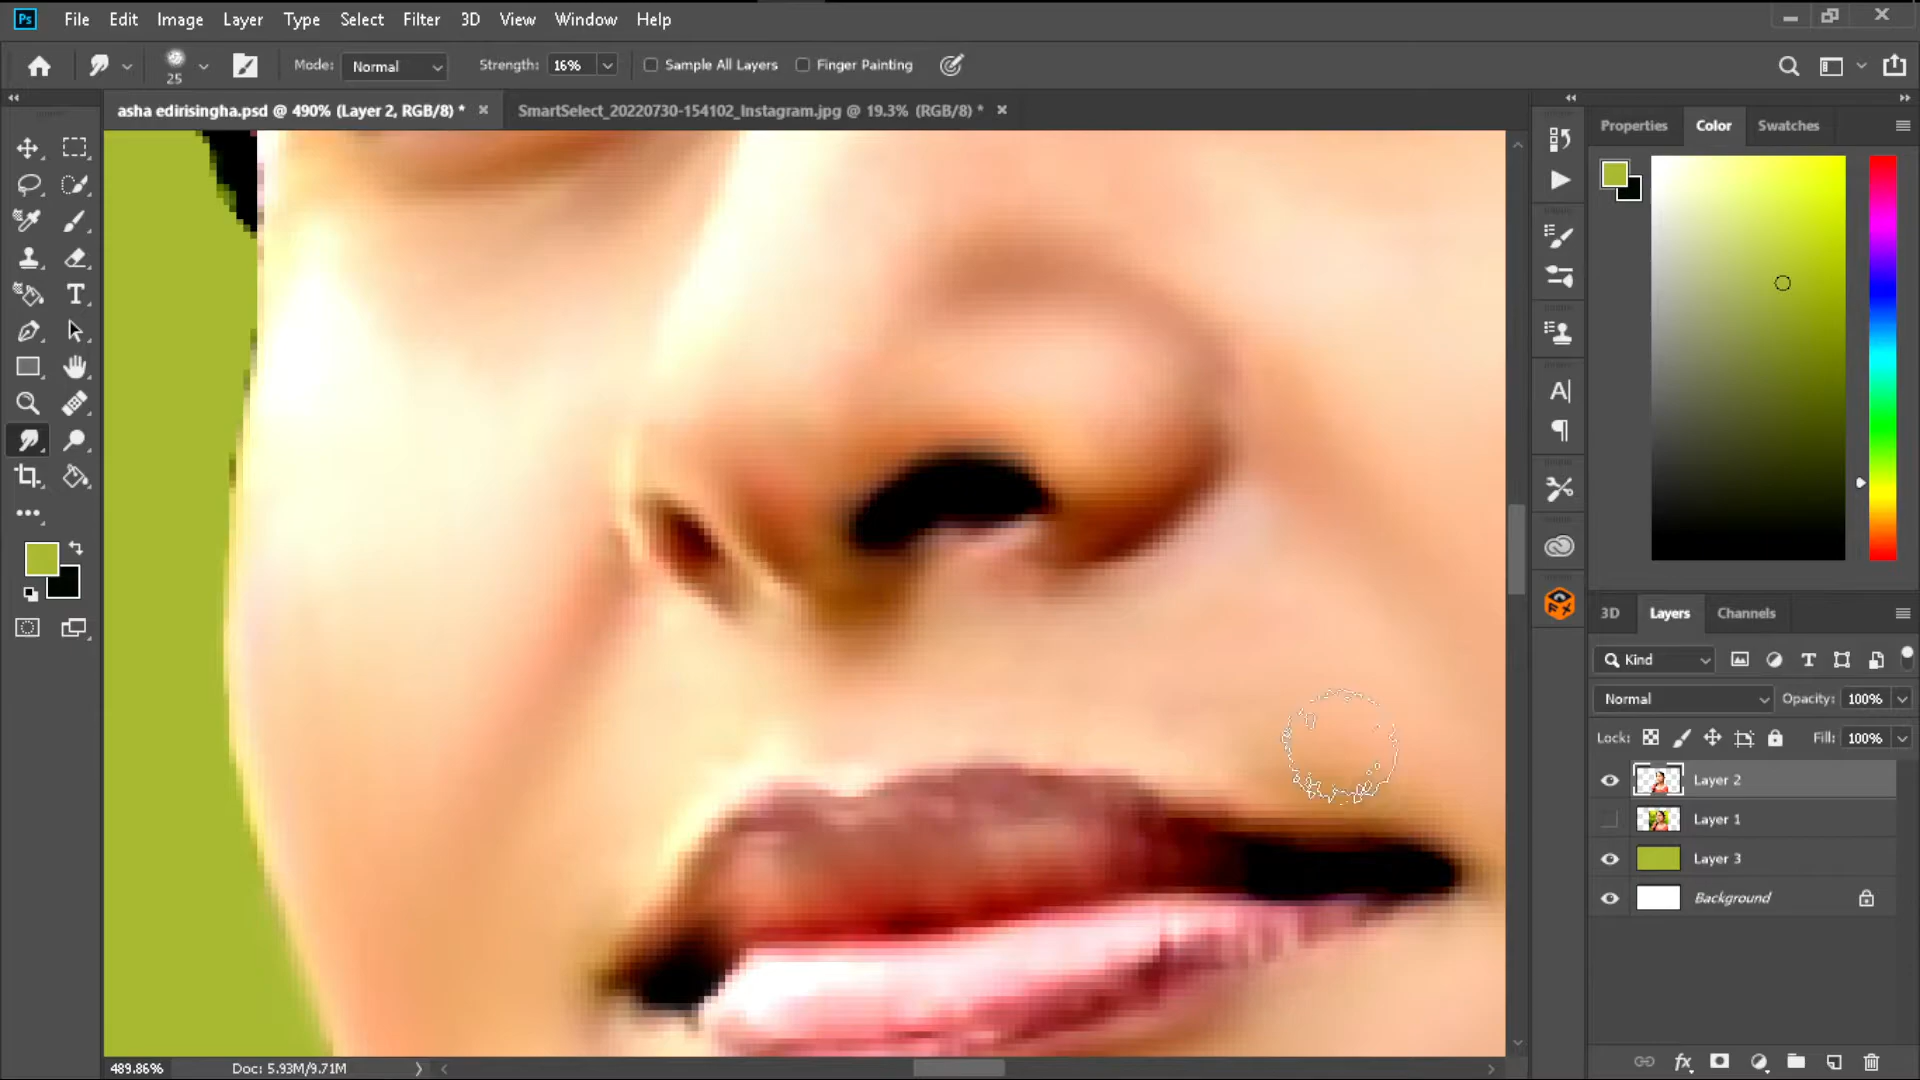 Ps File Edit Image Layer Type Select Filter 3D View Window Help
25 Mode: Normal Strength: 16% Sample All Layers Finger Painting
asha edirisingha.psd @ 490% (Layer 2, RGB/8) * SmartSelect_20220730-154102_Instagram.jpg @ 19.3% (RGB/8) *
Properties Color Swatches
3D Layers Channels
Kind
Normal Opacity: 100%
Lock: Fill: 100%
Layer 2
Layer 1
Layer 3
Background
fx
489.86% Doc: 5.93M/9.71M